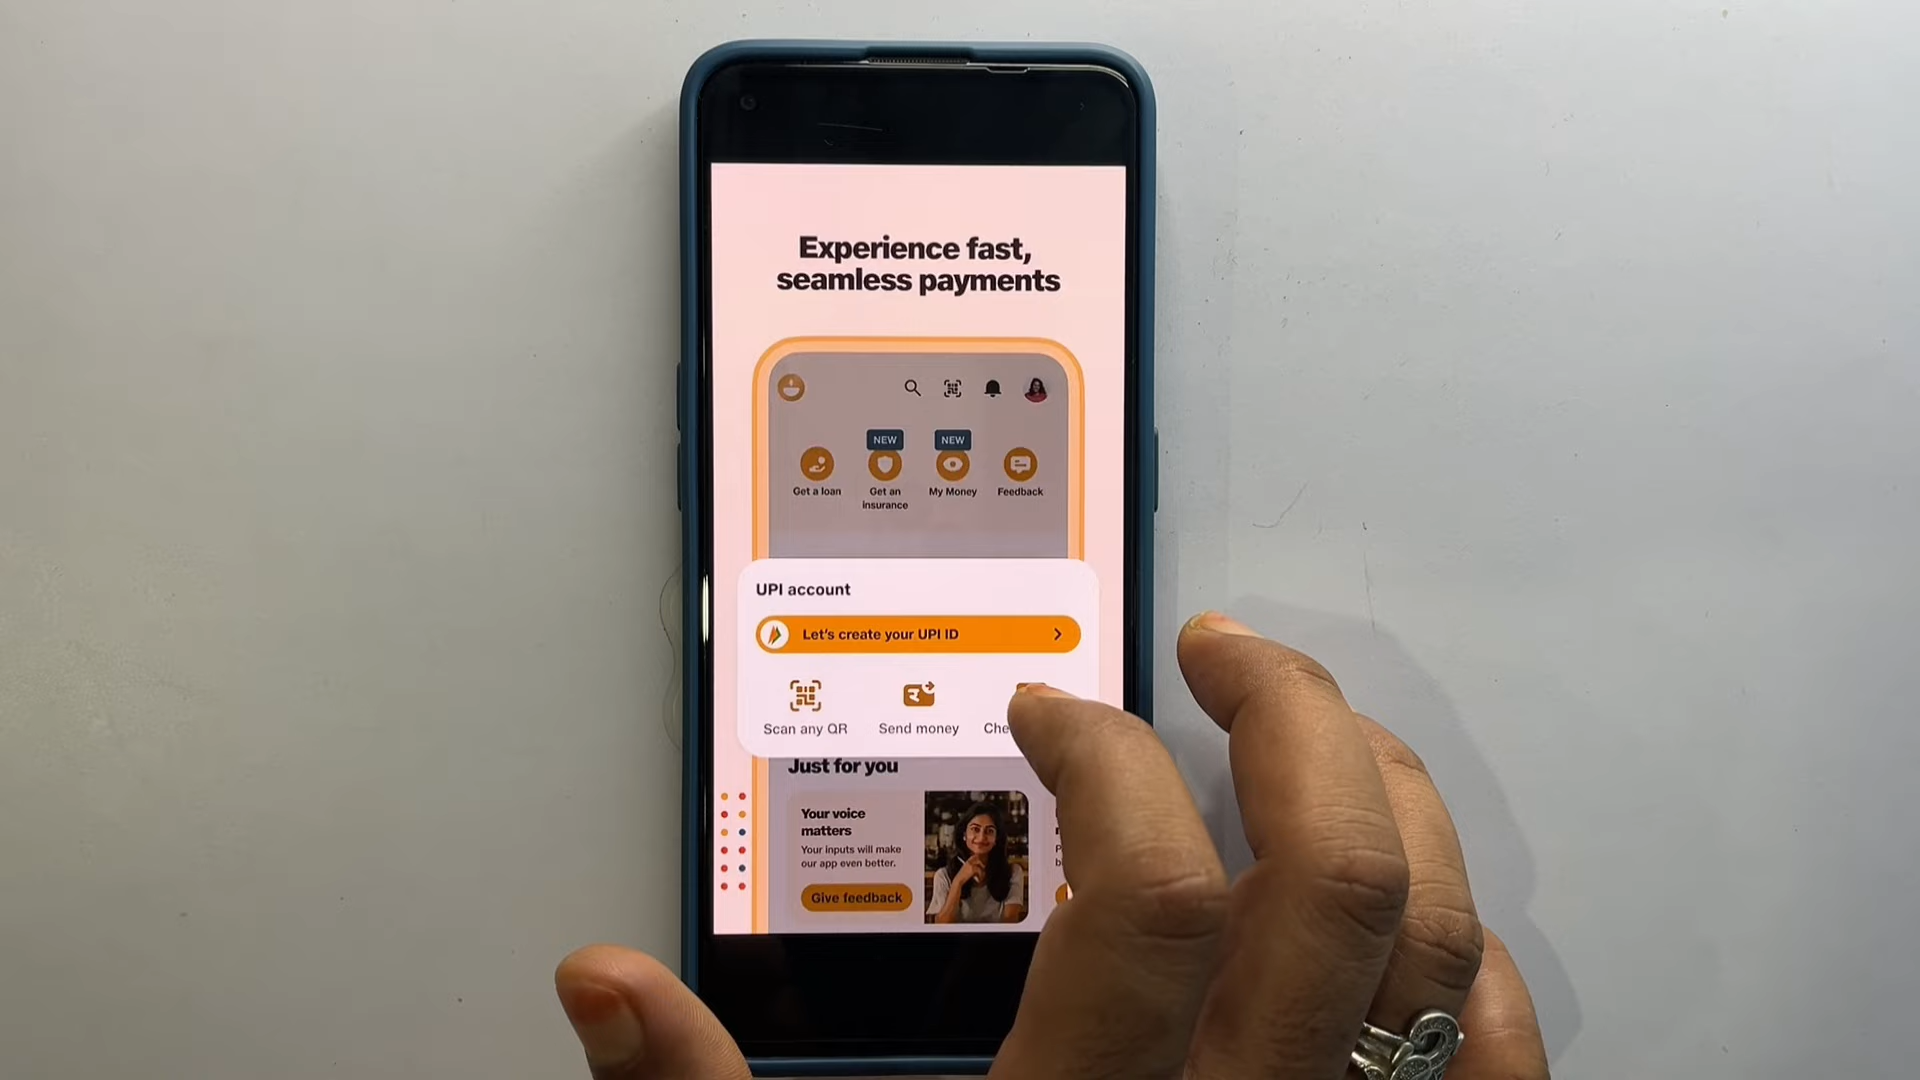 Experience fast,
seamless payments
NEW
NEW
Get a loan
Get an
insurance
My Money
Feedback
UPI account
Let's create your UPI ID
Scan any QR
Send money
Just for you
Your voice
matters
Your inputs will make
our app even better.
Give feedback